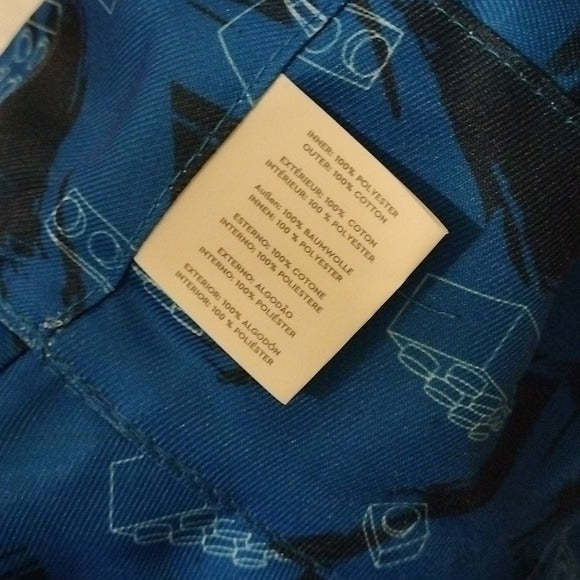 INNER: 100% POLYESTER
OUTER: 100% COTTON
EXTÉRIEUR: 100% COTON
INTÉRIEUR: 100 % POLYESTER
Außen: 100% BAUMWOLLE
INNEN: 100 % POLYESTER
ESTERNO: 100% COTONE
INTERNO: 100% POLIESTERE
EXTERNO: ALGODÃO
INTERNO: 100% POLIÉSTER
EXTERIOR: 100% ALGODÓN
INTERIOR: 100 % POLIÉSTER